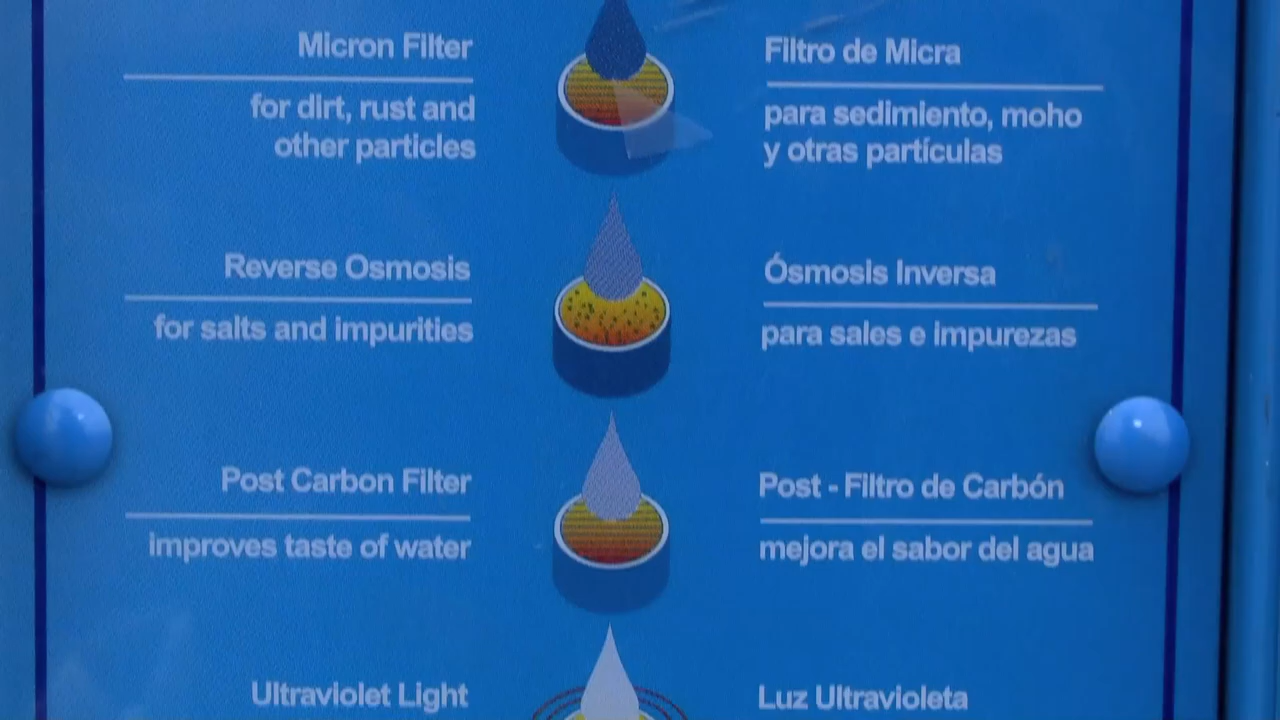 Micron Filter
for dirt, rust and
other particles
Filtro de Micra
para sedimiento, moho
y otras partículas
Reverse Osmosis
for salts and impurities
Ósmosis Inversa
para sales e impurezas
Post Carbon Filter
improves taste of water
Post - Filtro de Carbón
mejora el sabor del agua
Ultraviolet Light
Luz Ultravioleta